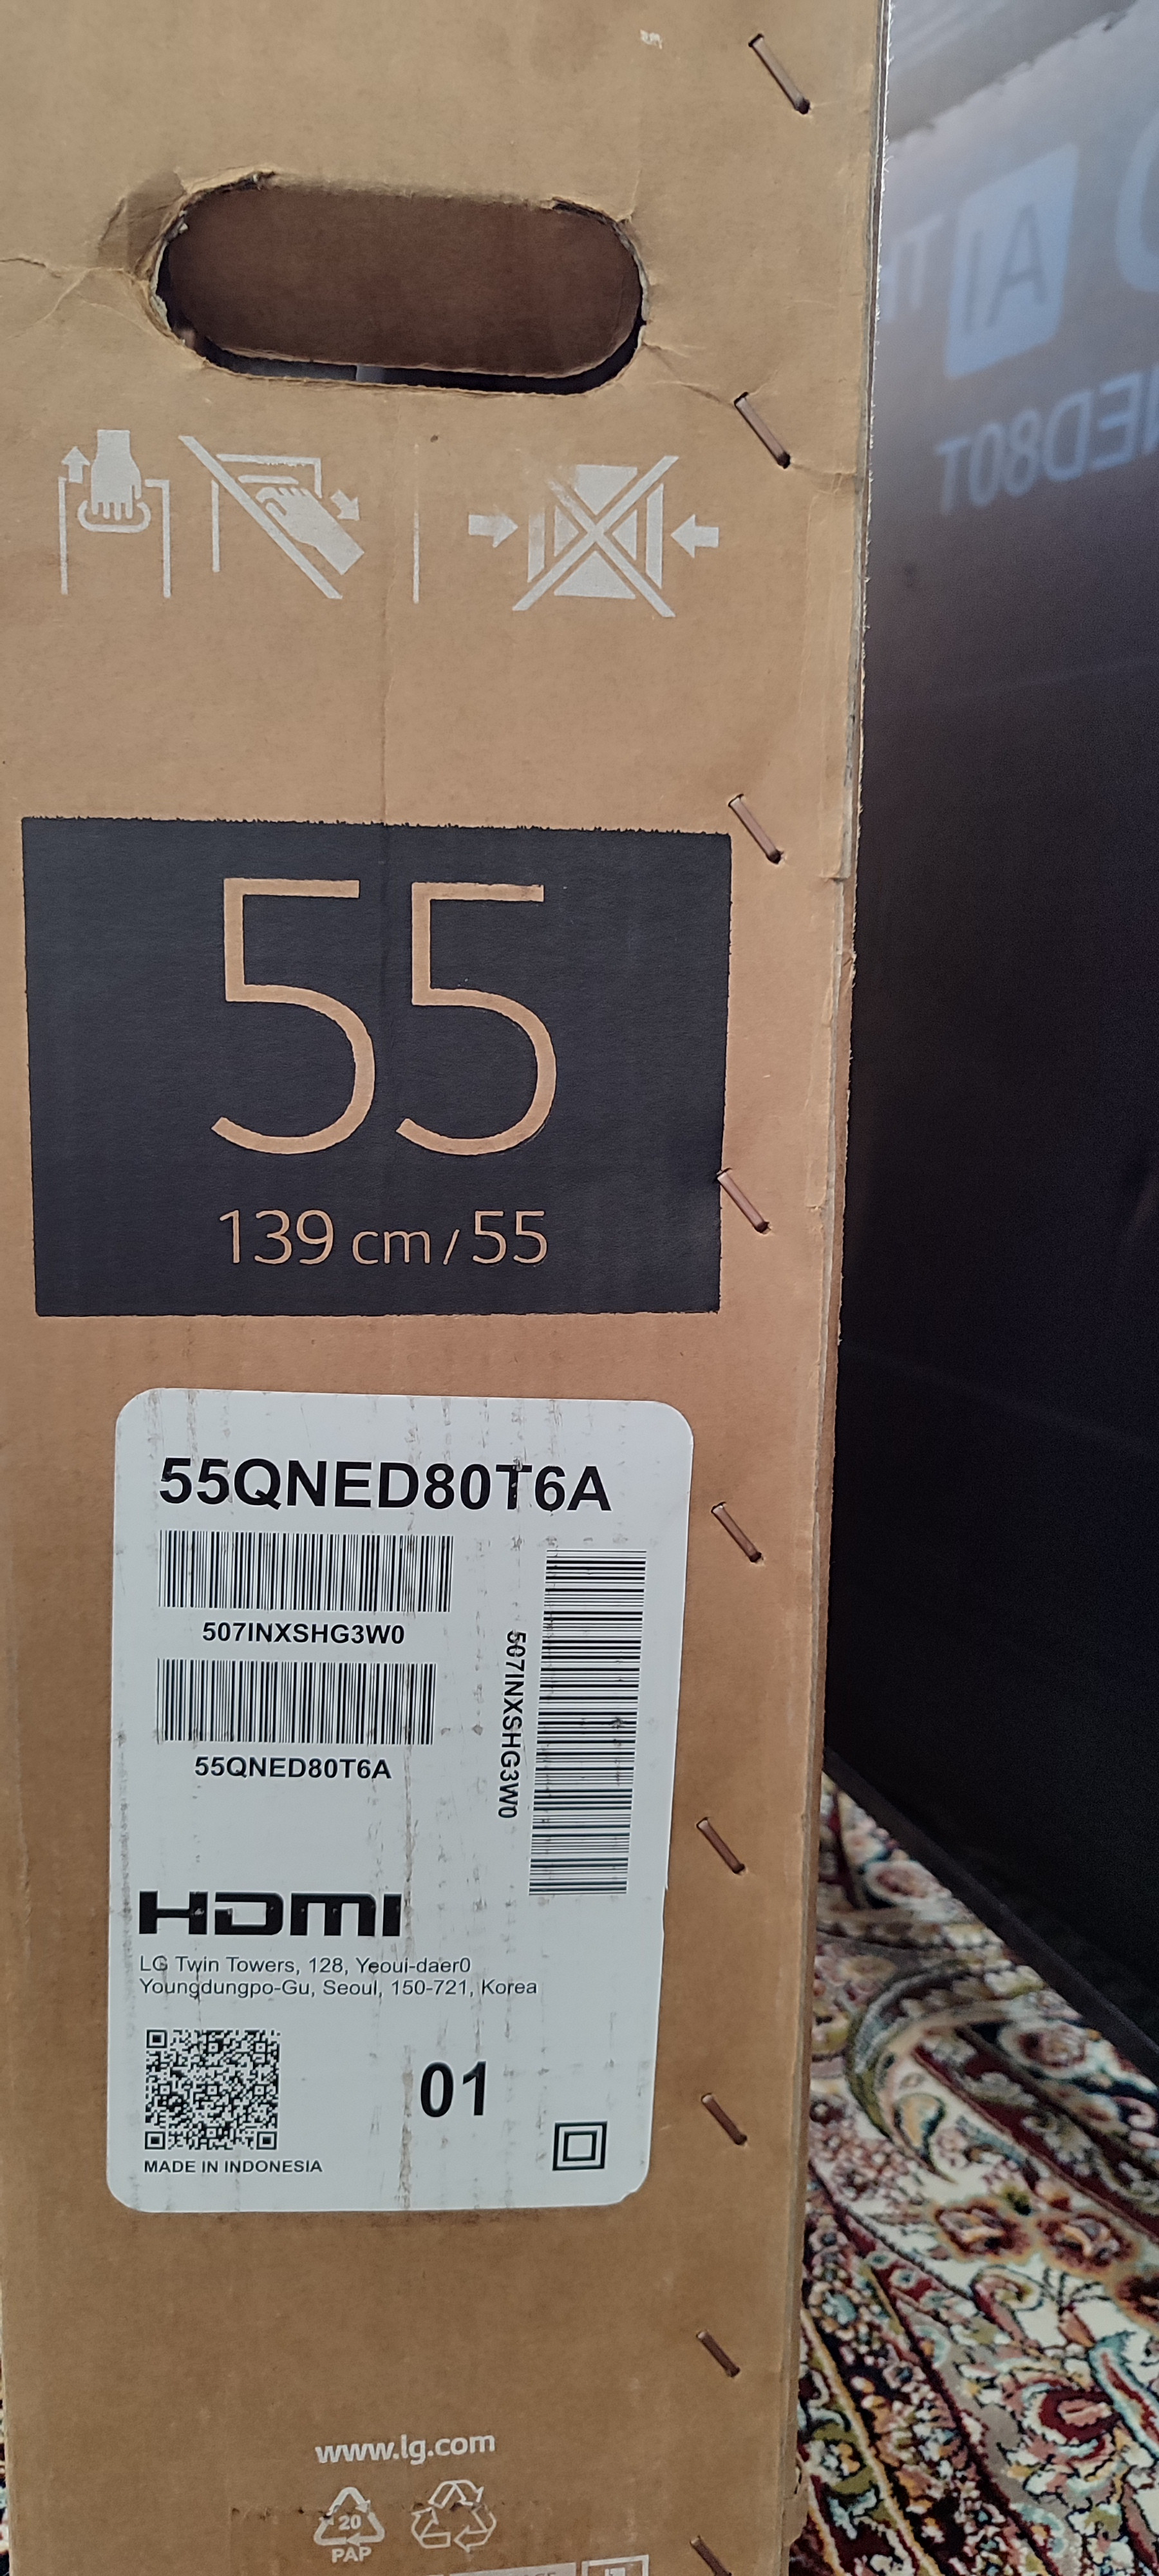 55
139 cm / 55
55QNED80T6A
507INXSHG3W0
507INXSHG3W0
55QNED80T6A
HDMI
LG Twin Towers, 128, Yeoui-daer0
Youngdungpo-Gu, Seoul, 150-721, Korea
01
MADE IN INDONESIA
www.lg.com
20
PAP
AI
NED80T